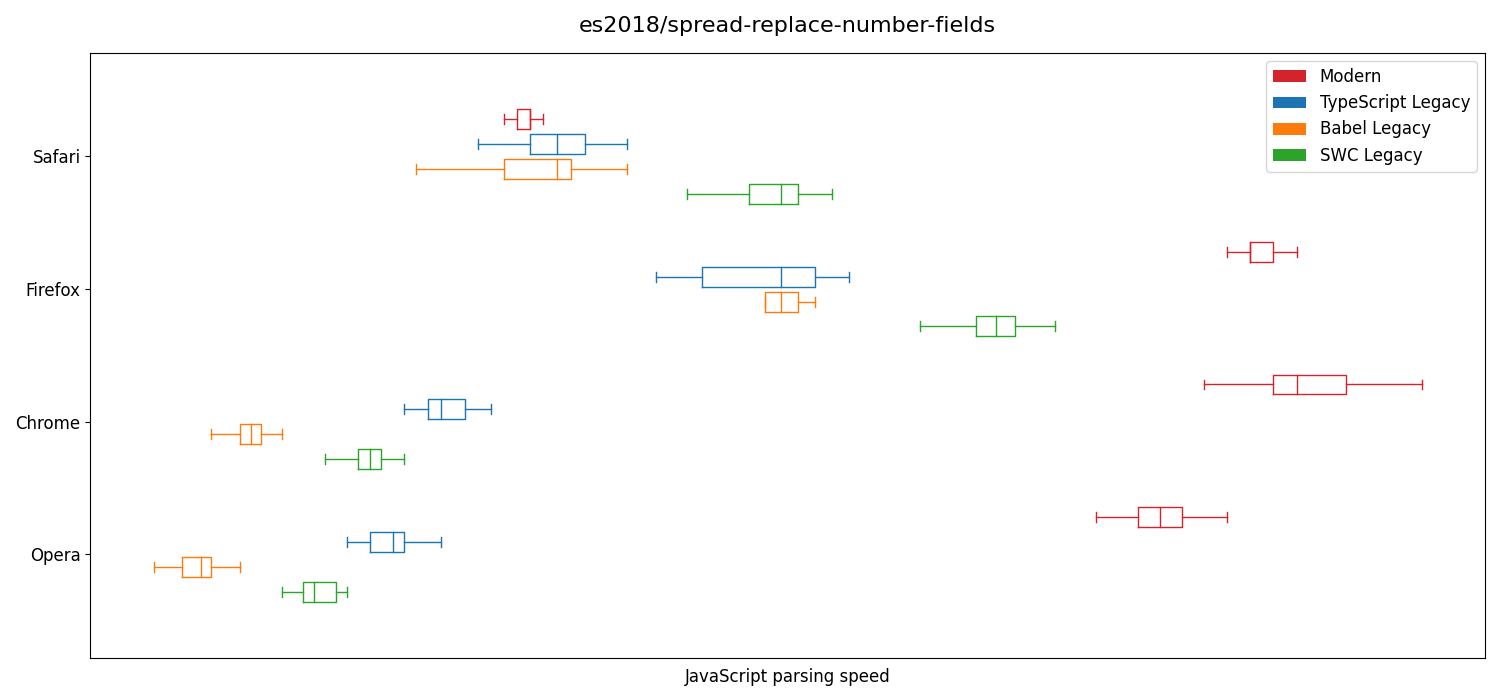 es2018/spread-replace-number-fields
Modern
TypeScript Legacy
Babel Legacy
SWC Legacy
Safari
Firefox
Chrome
Opera
JavaScript parsing speed